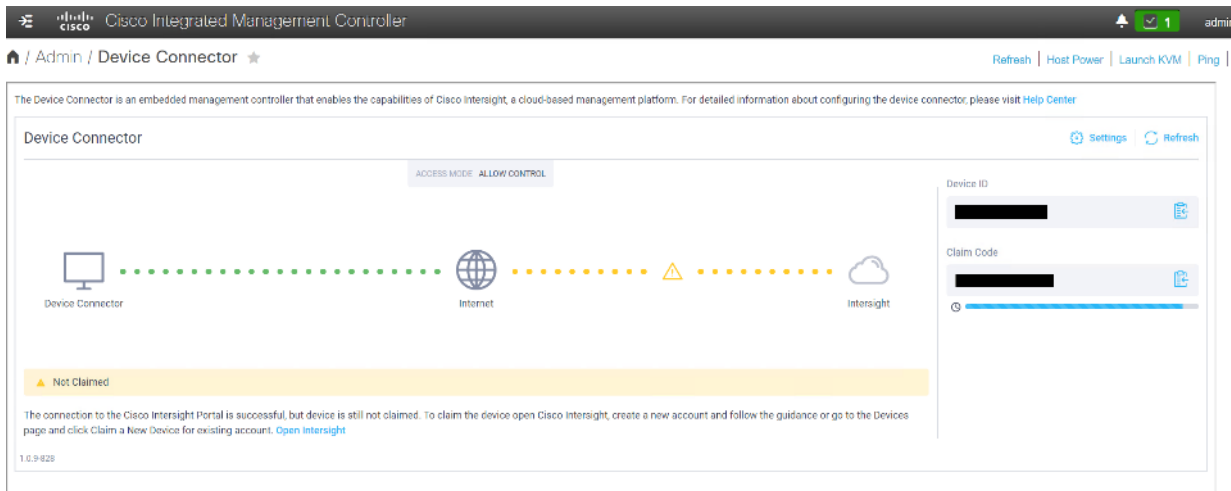 cisco Cisco Integrated Management Controller 1 admin
/ Admin / Device Connector
Refresh | Host Power | Launch KVM | Ping |
The Device Connector is an embedded management controller that enables the capabilities of Cisco Intersight, a cloud-based management platform. For detailed information about configuring the device connector, please visit Help Center
Device Connector
Settings | Refresh
ACCESS MODE ALLOW CONTROL
Device Connector
Internet
Intersight
Not Claimed
The connection to the Cisco Intersight Portal is successful, but device is still not claimed. To claim the device open Cisco Intersight, create a new account and follow the guidance or go to the Devices
page and click Claim a New Device for existing account. Open Intersight
1.0.9-828
Device ID
Claim Code